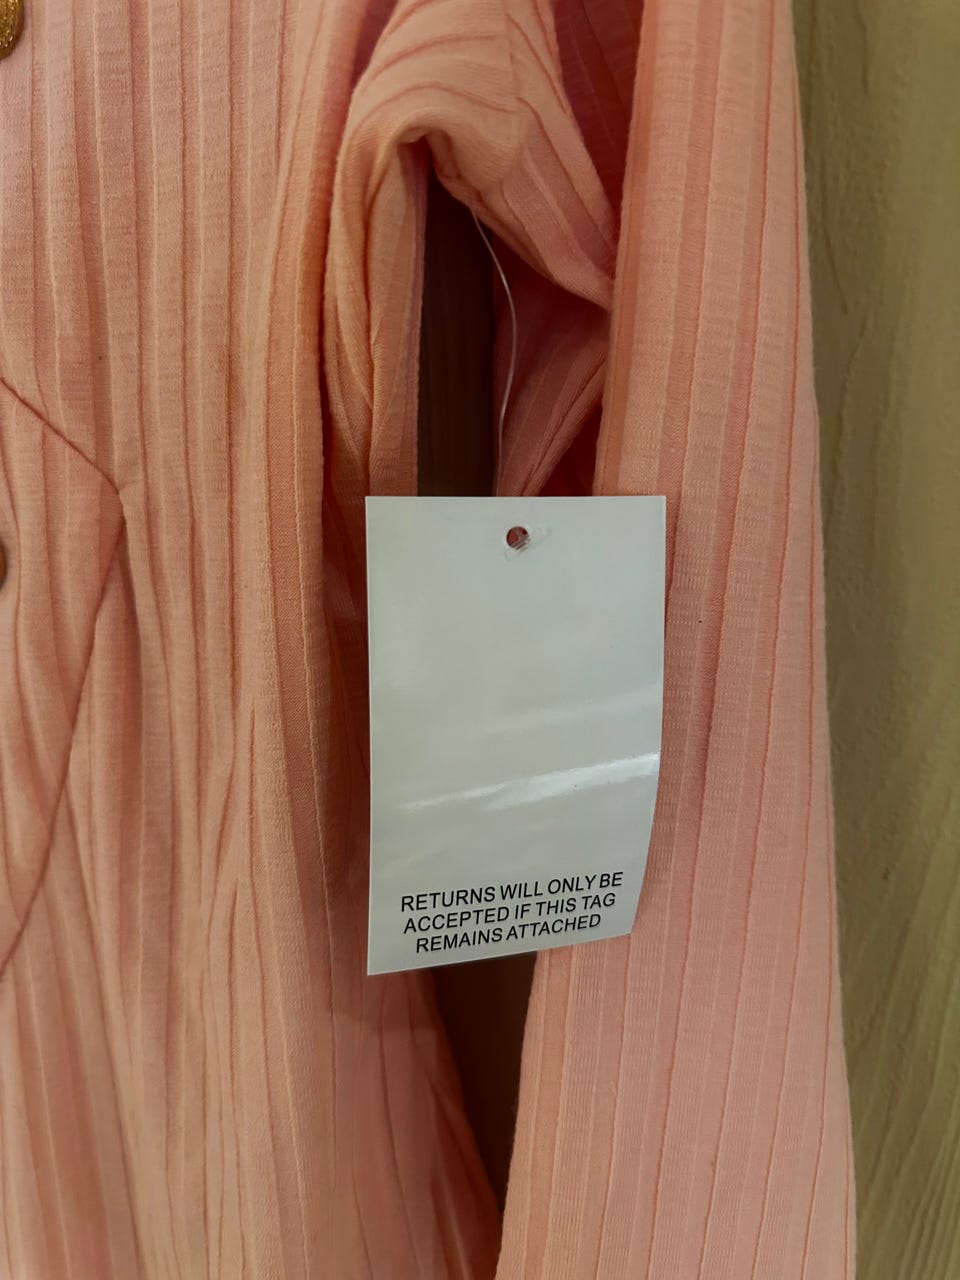 RETURNS WILL ONLY BE
ACCEPTED IF THIS TAG
REMAINS ATTACHED